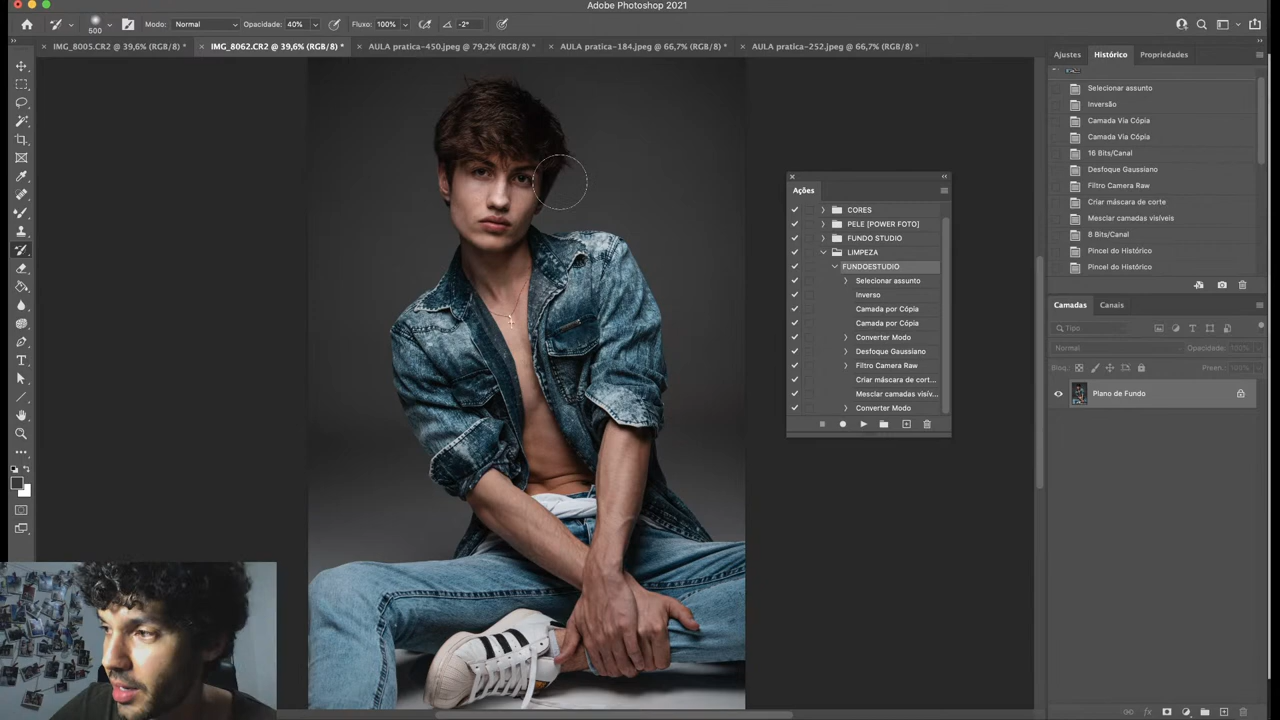 Adobe Photoshop 2021
500 Modo: Normal Opacidade: 40% Fluxo: 100% -2°
IMG_8005.CR2 @ 39,6% (RGB/8) * IMG_8062.CR2 @ 39,6% (RGB/8) * AULA pratica-450.jpeg @ 79,2% (RGB/8) * AULA pratica-184.jpeg @ 66,7% (RGB/8) * AULA pratica-252.jpeg @ 66,7% (RGB/8) *
Ajustes Histórico Propriedades
Selecionar assunto
Inversão
Camada Via Cópia
Camada Via Cópia
16 Bits/Canal
Desfoque Gaussiano
Filtro Camera Raw
Criar máscara de corte
Mesclar camadas visíveis
8 Bits/Canal
Pincel do Histórico
Pincel do Histórico
Ações
CORES
PELE [POWER FOTO]
FUNDO STUDIO
LIMPEZA
FUNDOESTUDIO
Selecionar assunto
Inverso
Camada por Cópia
Camada por Cópia
Converter Modo
Desfoque Gaussiano
Filtro Camera Raw
Criar máscara de cort...
Mesclar camadas visív...
Converter Modo
Camadas Canais
Tipo
Normal Opacidade: 100%
Bloq.: Preen.: 100%
Plano de Fundo